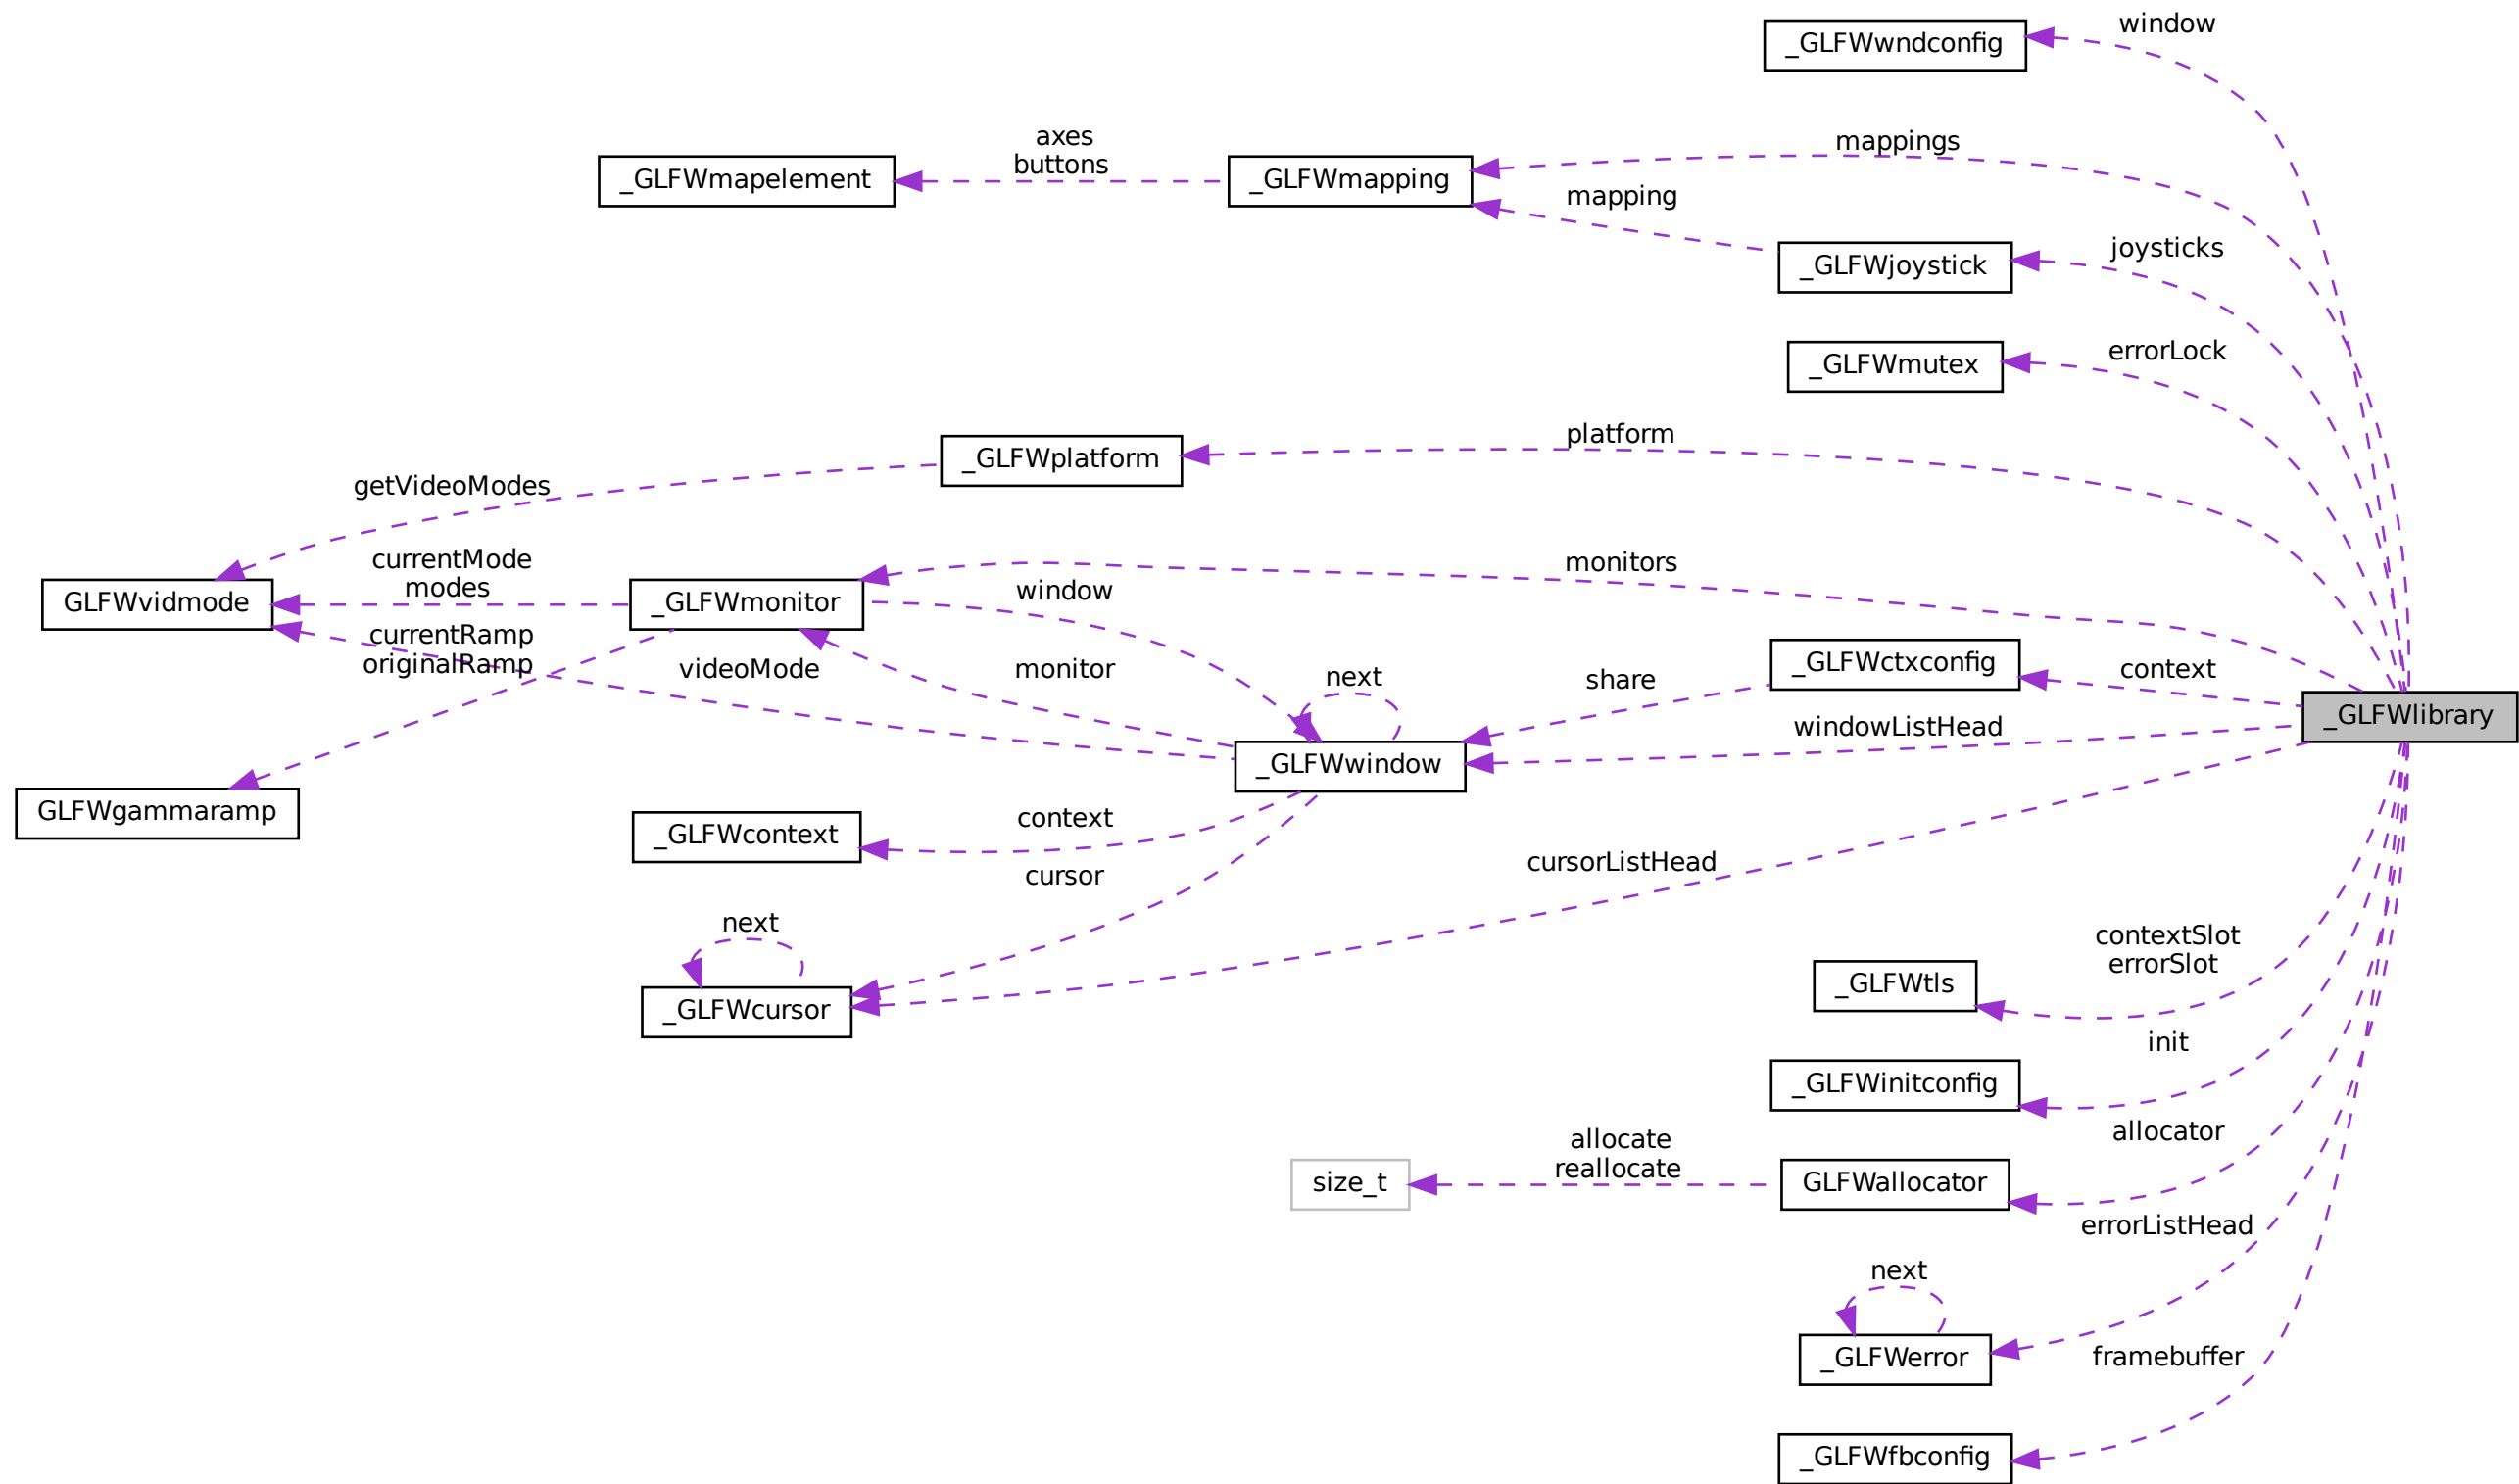 window
_GLFWwndconfig
axes
buttons
mappings
_GLFWmapelement
_GLFWmapping
mapping
joysticks
_GLFWjoystick
errorLock
_GLFWmutex
platform
_GLFWplatform
getVideoModes
currentMode
modes
monitors
window
GLFWvidmode
_GLFWmonitor
currentRamp
originalRamp
videoMode
monitor
next
share
_GLFWctxconfig
context
_GLFWlibrary
windowListHead
_GLFWwindow
GLFWgammaramp
context
_GLFWcontext
cursor
cursorListHead
next
contextSlot
errorSlot
_GLFWtls
_GLFWcursor
init
_GLFWinitconfig
allocate
reallocate
allocator
size_t
GLFWallocator
errorListHead
next
_GLFWerror
framebuffer
_GLFWfbconfig